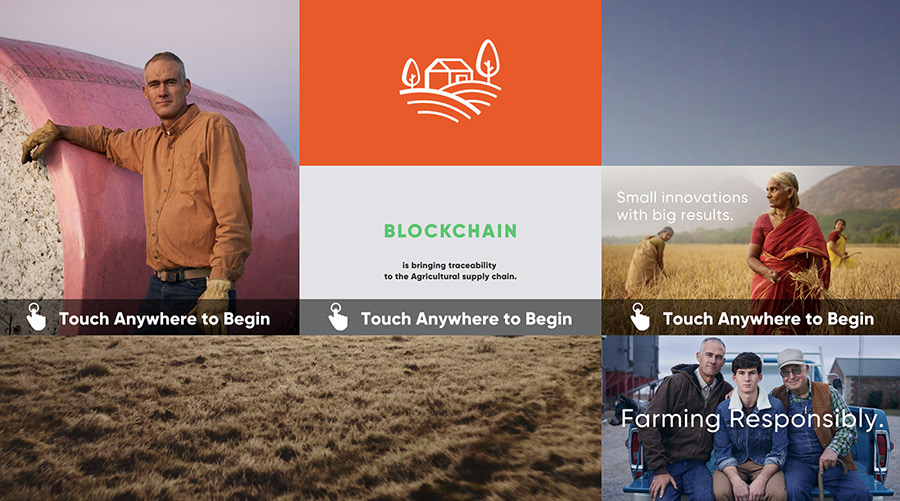 BLOCKCHAIN
is bringing traceability
to the Agricultural supply chain.
Small innovations
with big results.
Touch Anywhere to Begin
Touch Anywhere to Begin
Touch Anywhere to Begin
Farming Responsibly.